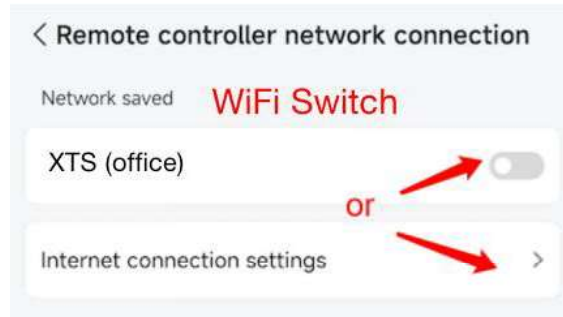 < Remote controller network connection
Network saved WiFi Switch
XTS (office)
or
Internet connection settings >